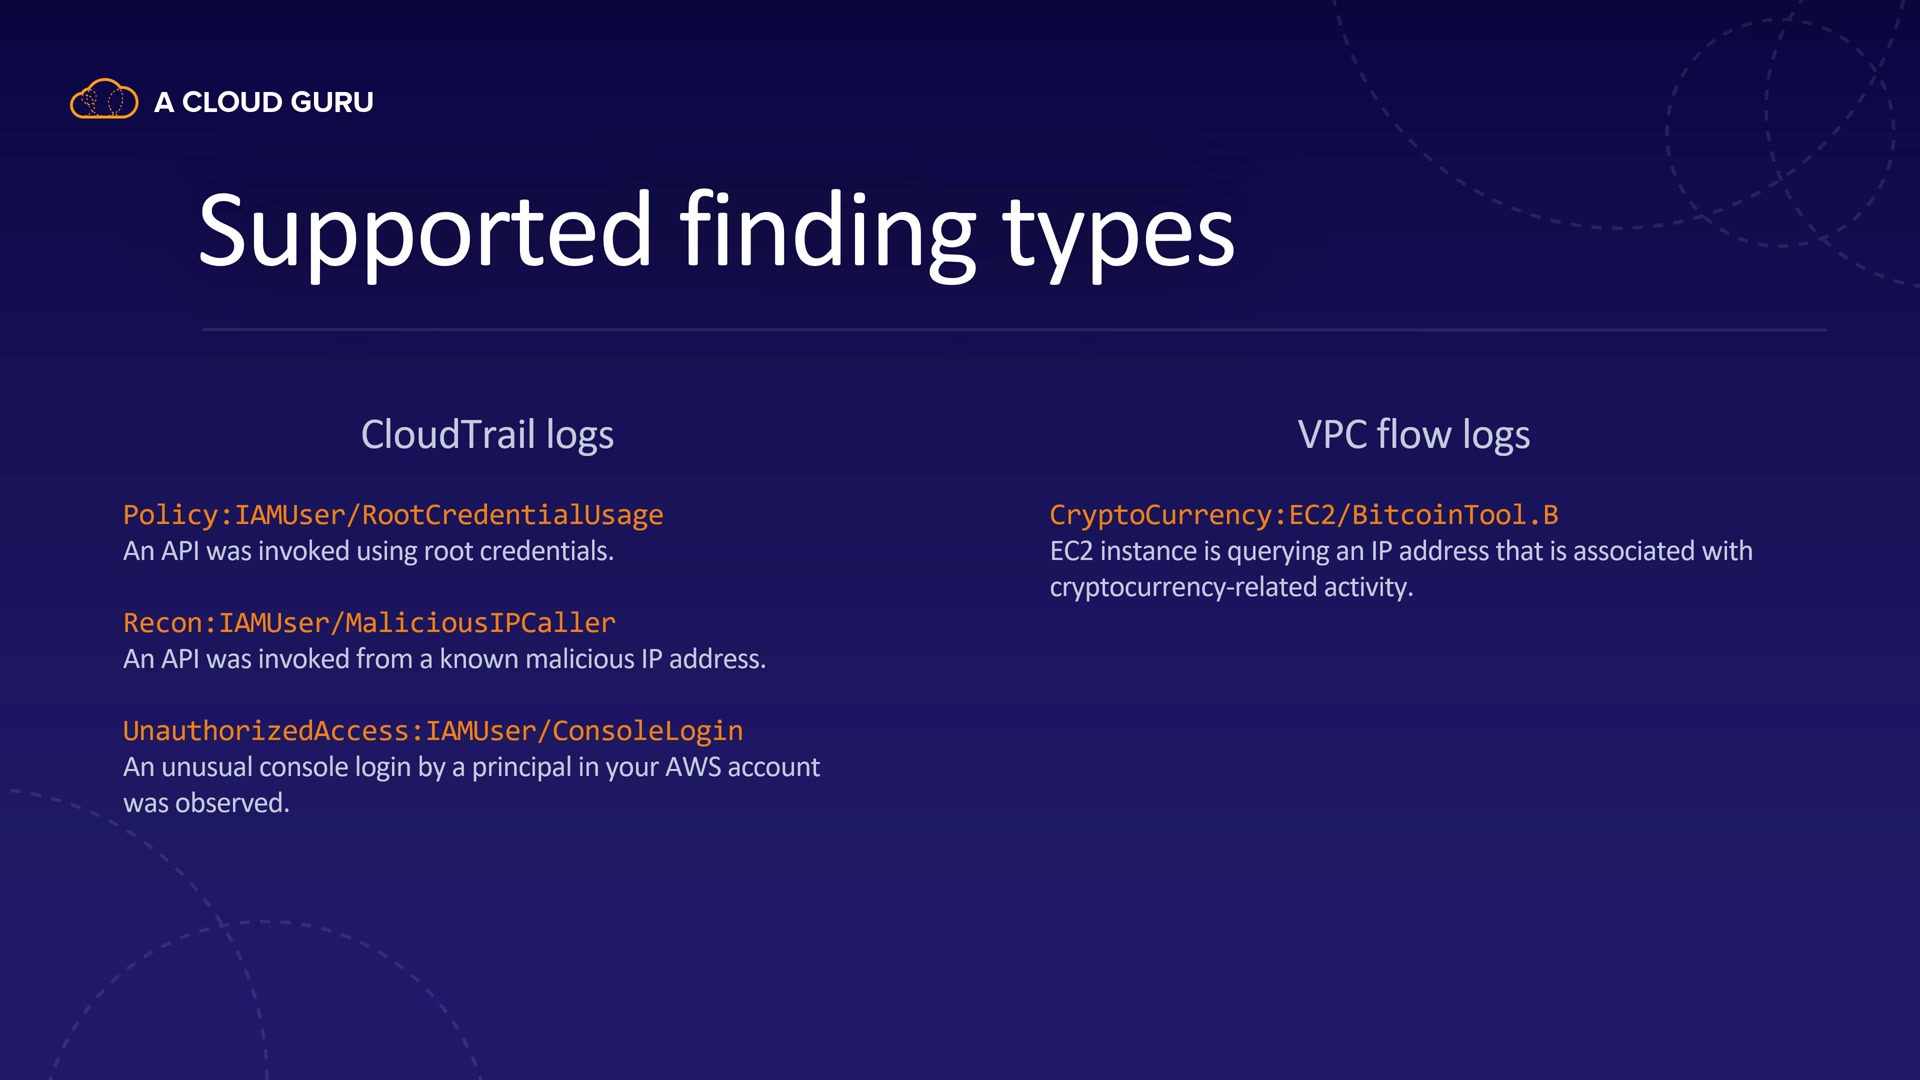 A CLOUD GURU
Supported finding types
CloudTrail logs
Policy:IAMUser/RootCredentialUsage
An API was invoked using root credentials.
Recon:IAMUser/MaliciousIPCaller
An API was invoked from a known malicious IP address.
UnauthorizedAccess:IAMUser/ConsoleLogin
An unusual console login by a principal in your AWS account
was observed.
VPC flow logs
CryptoCurrency:EC2/BitcoinTool.B
EC2 instance is querying an IP address that is associated with
cryptocurrency-related activity.